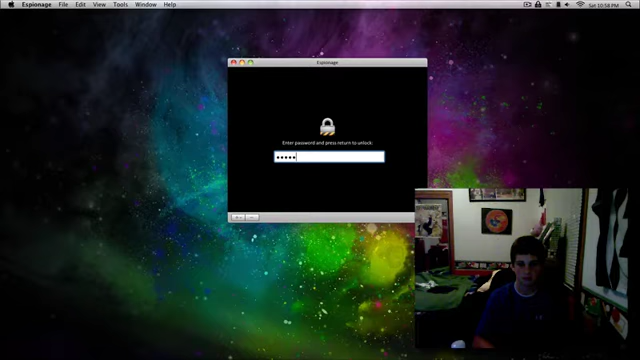 Espionage File Edit View Tools Window Help
Sat 10:58 PM
Espionage
Enter password and press return to unlock: